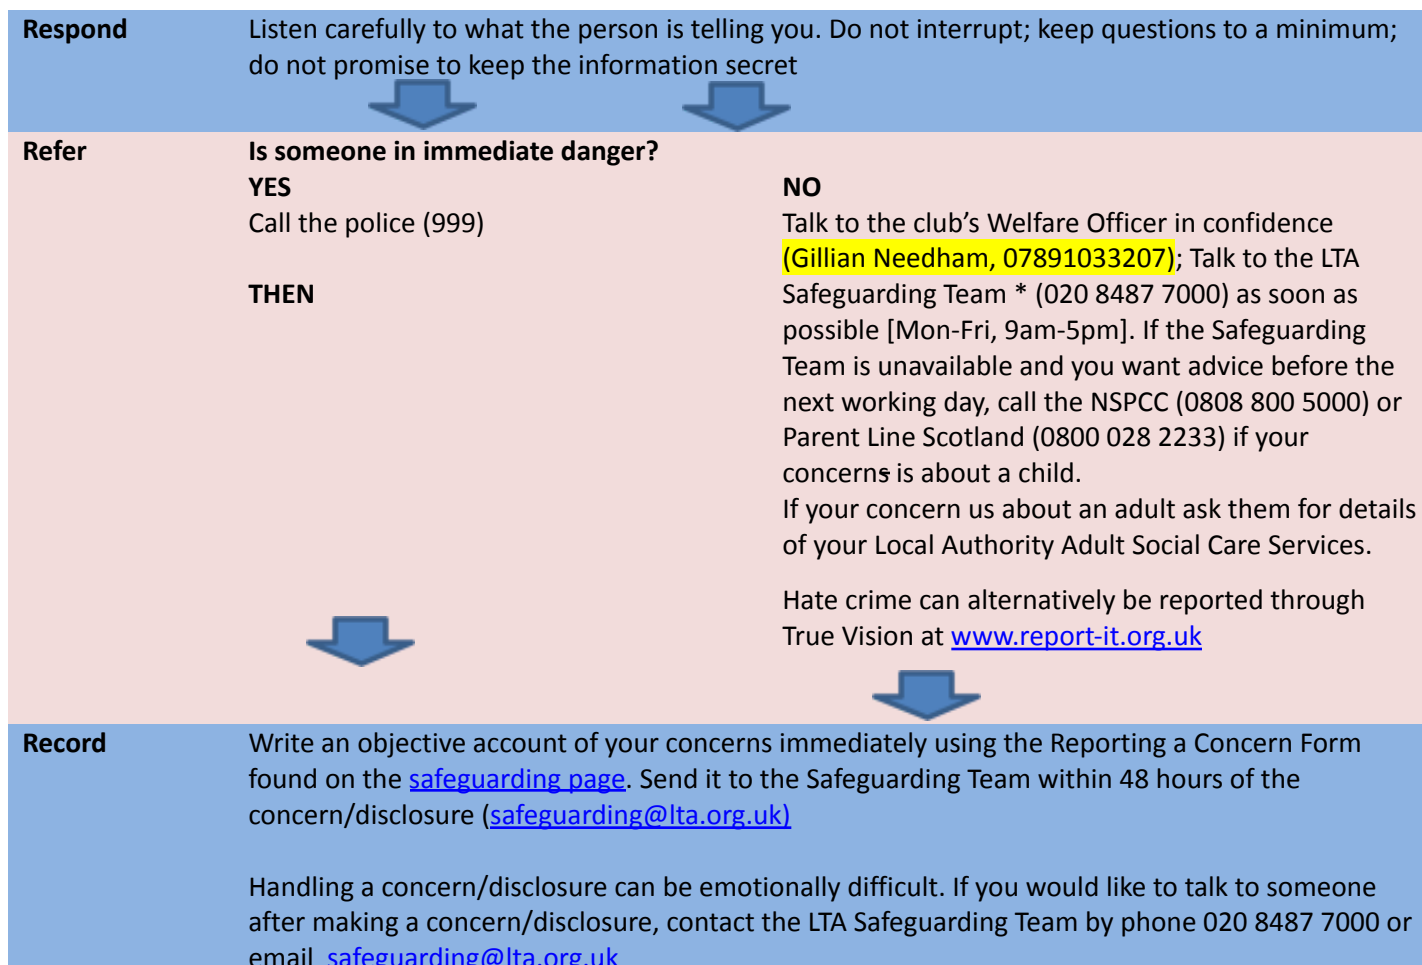 Respond
Listen carefully to what the person is telling you. Do not interrupt; keep questions to a minimum;
do not promise to keep the information secret
Refer
Is someone in immediate danger?
YES
Call the police (999)
THEN
NO
Talk to the club’s Welfare Officer in confidence
(Gillian Needham, 07891033207); Talk to the LTA
Safeguarding Team * (020 8487 7000) as soon as
possible [Mon-Fri, 9am-5pm]. If the Safeguarding
Team is unavailable and you want advice before the
next working day, call the NSPCC (0808 800 5000) or
Parent Line Scotland (0800 028 2233) if your
concerns is about a child.
If your concern us about an adult ask them for details
of your Local Authority Adult Social Care Services.
Hate crime can alternatively be reported through
True Vision at www.report-it.org.uk
Record
Write an objective account of your concerns immediately using the Reporting a Concern Form
found on the safeguarding page. Send it to the Safeguarding Team within 48 hours of the
concern/disclosure (safeguarding@lta.org.uk)
Handling a concern/disclosure can be emotionally difficult. If you would like to talk to someone
after making a concern/disclosure, contact the LTA Safeguarding Team by phone 020 8487 7000 or
email safeguarding@lta.org.uk